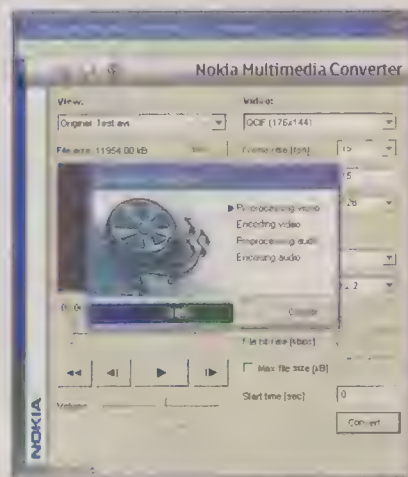 Nokia Multimedia Converter
View:
Video:
Original Test.avi
QCIF (176x144)
File size: 11954.00 kB
Frame rate (fps)
15
Preprocessing video
Encoding video
Preprocessing audio
Encoding audio
Cancel
File bit rate (kbps)
Max file size (kB)
Start time (sec)
0
Volume
Convert
NOKIA